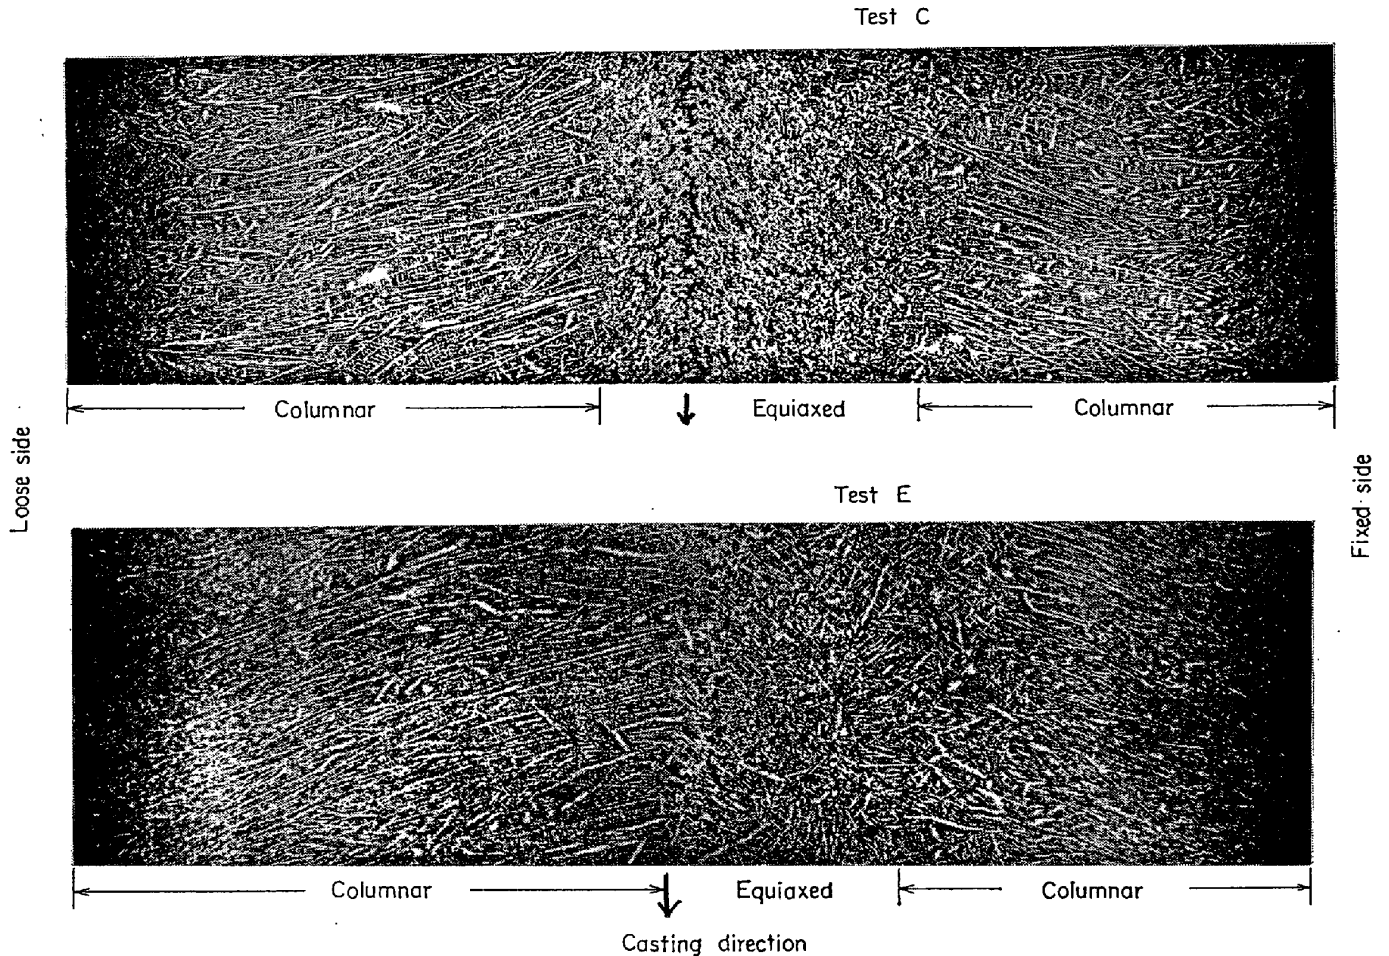 Test C
Columnar
Equiaxed
Columnar
Loose side
Fixed side
Test E
Columnar
Equiaxed
Columnar
Casting direction